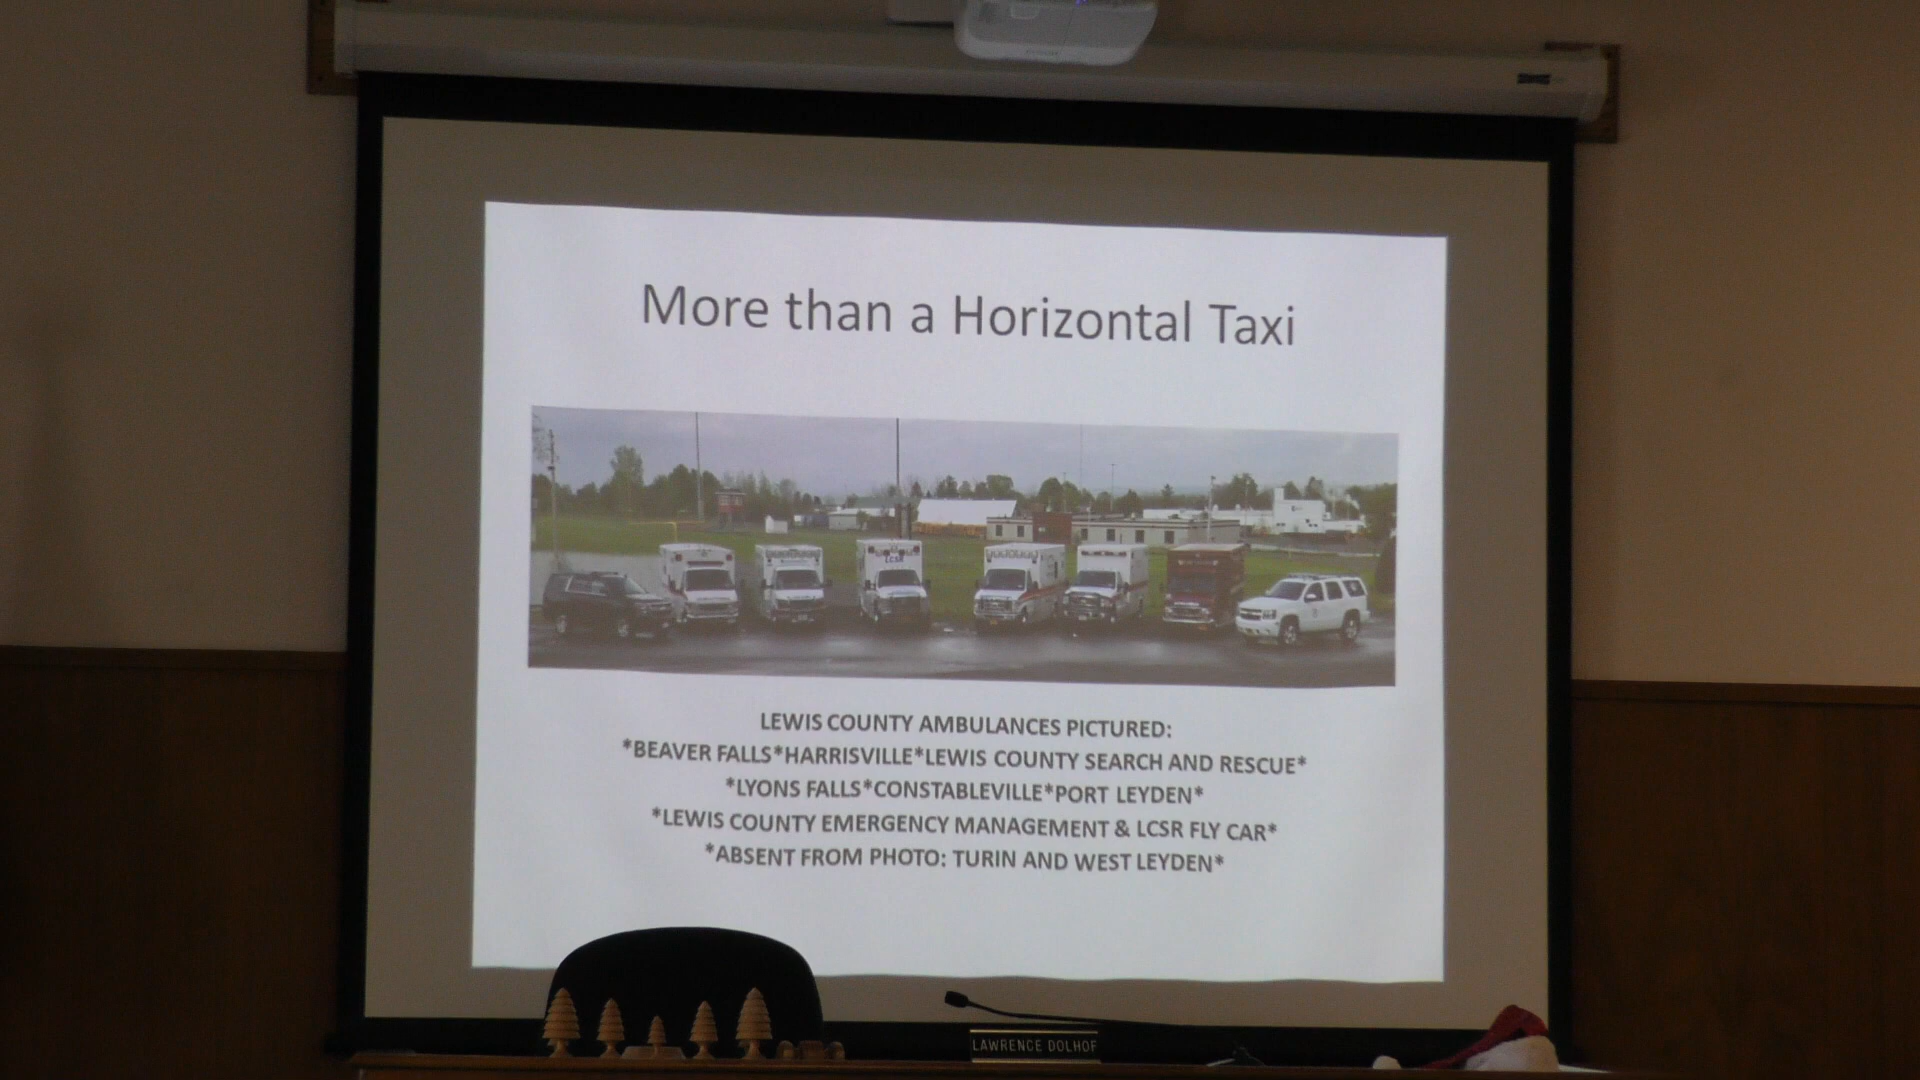 More than a Horizontal Taxi
LCSR
LEWIS COUNTY AMBULANCES PICTURED:
*BEAVER FALLS*HARRISVILLE*LEWIS COUNTY SEARCH AND RESCUE*
*LYONS FALLS*CONSTABLEVILLE*PORT LEYDEN*
*LEWIS COUNTY EMERGENCY MANAGEMENT & LCSR FLY CAR*
*ABSENT FROM PHOTO: TURIN AND WEST LEYDEN*
LAWRENCE DOLHOF